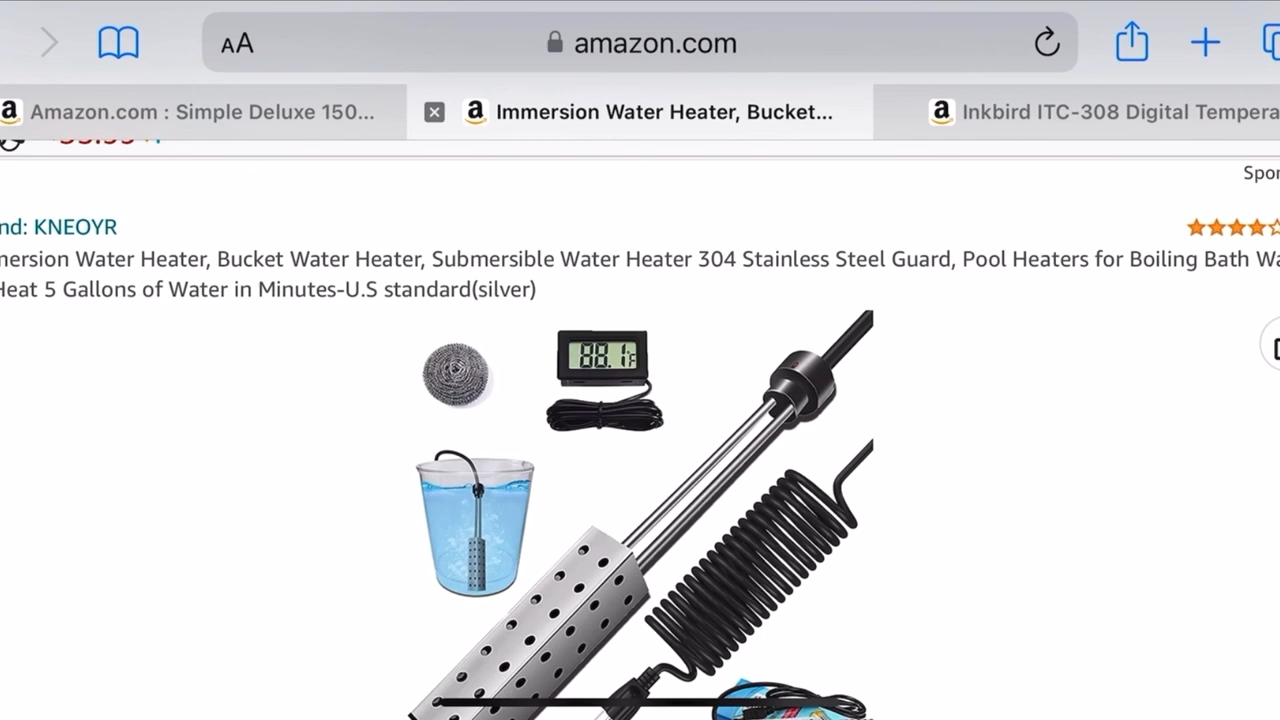 AA
amazon.com
Amazon.com : Simple Deluxe 150...
Immersion Water Heater, Bucket...
Inkbird ITC-308 Digital Tempera
Spor
nd: KNEOYR
mersion Water Heater, Bucket Water Heater, Submersible Water Heater 304 Stainless Steel Guard, Pool Heaters for Boiling Bath Wa
Heat 5 Gallons of Water in Minutes-U.S standard(silver)
88.1°F